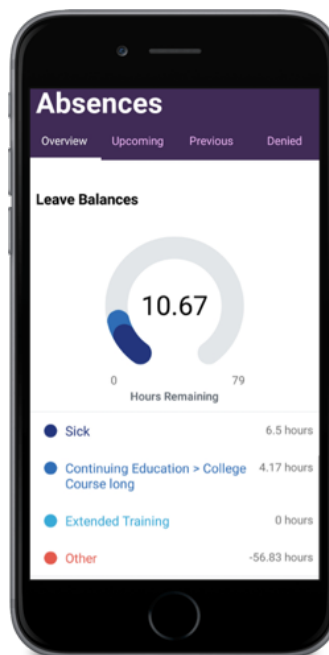 Absences
Overview Upcoming Previous Denied
Leave Balances
10.67
0 79
Hours Remaining
Sick 6.5 hours
Continuing Education > College 4.17 hours
Course long
Extended Training 0 hours
Other -56.83 hours